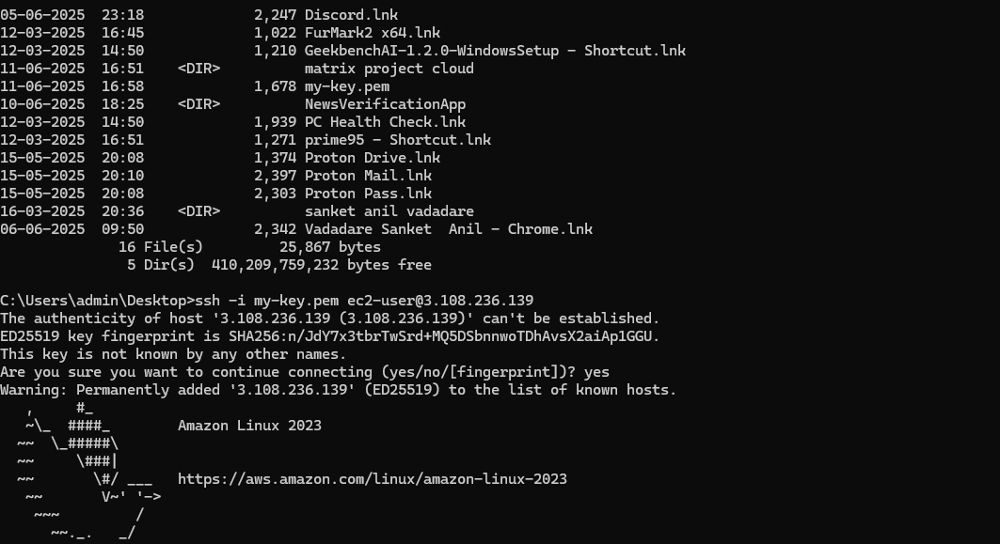 05-06-2025  23:18             2,247 Discord.lnk
12-03-2025  16:45             1,022 FurMark2 x64.lnk
12-03-2025  14:50             1,210 GeekbenchAI-1.2.0-WindowsSetup - Shortcut.lnk
11-06-2025  16:51    <DIR>          matrix project cloud
11-06-2025  16:58             1,678 my-key.pem
10-06-2025  18:25    <DIR>          NewsVerificationApp
12-03-2025  14:50             1,939 PC Health Check.lnk
12-03-2025  16:51             1,271 prime95 - Shortcut.lnk
15-05-2025  20:08             1,374 Proton Drive.lnk
15-05-2025  20:10             2,397 Proton Mail.lnk
15-05-2025  20:08             2,303 Proton Pass.lnk
16-03-2025  20:36    <DIR>          sanket anil vadadare
06-06-2025  09:50             2,342 Vadadare Sanket  Anil - Chrome.lnk
              16 File(s)         25,867 bytes
               5 Dir(s)  410,209,759,232 bytes free

C:\Users\admin\Desktop>ssh -i my-key.pem ec2-user@3.108.236.139
The authenticity of host '3.108.236.139 (3.108.236.139)' can't be established.
ED25519 key fingerprint is SHA256:n/JdY7x3tbrTwSrd+MQ5DSbnnwoTDhAvsX2aiAp1GGU.
This key is not known by any other names.
Are you sure you want to continue connecting (yes/no/[fingerprint])? yes
Warning: Permanently added '3.108.236.139' (ED25519) to the list of known hosts.
   ,     #_
   ~\_  ####_        Amazon Linux 2023
  ~~  \_#####\
  ~~     \###|
  ~~       \#/ ___   https://aws.amazon.com/linux/amazon-linux-2023
   ~~       V~' '->
    ~~~         /
      ~~._.   _/